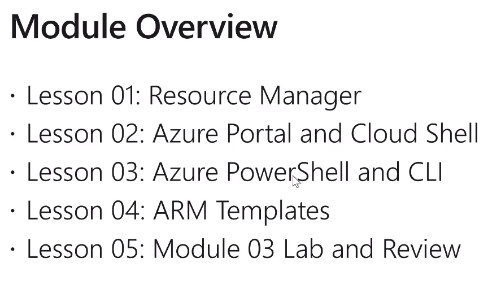 Module Overview
· Lesson 01: Resource Manager
· Lesson 02: Azure Portal and Cloud Shell
· Lesson 03: Azure PowerShell and CLI
· Lesson 04: ARM Templates
· Lesson 05: Module 03 Lab and Review